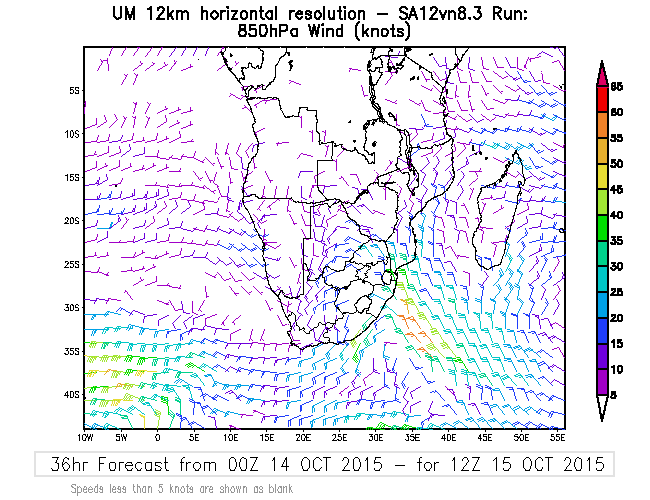 UM 12km horizontal resolution – SA12vn8.3 Run:
850hPa Wind (knots)
5S
10S
15S
20S
25S
30S
35S
40S
10W 5W 0 5E 10E 15E 20E 25E 30E 35E 40E 45E 50E 55E
65
60
55
50
45
40
35
30
25
20
15
10
5
36hr Forecast from 00Z 14 OCT 2015 – for 12Z 15 OCT 2015
Speeds less than 5 knots are shown as blank